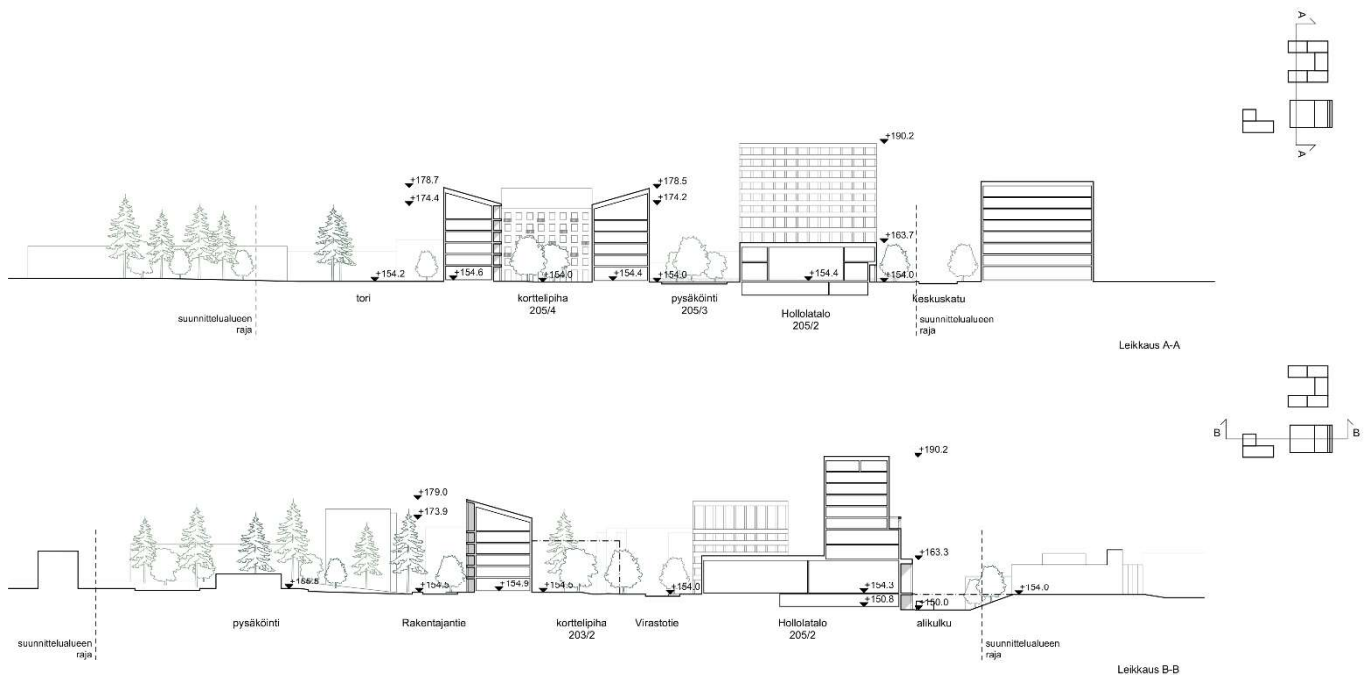 A
A
+190.2
+178.7
+174.4
+178.5
+174.2
+163.7
+154.2
+154.6
+154.0
+154.4
+154.0
+154.4
+154.0
tori
korttelipiha
205/4
pysäköinti
205/3
Hollolatalo
205/2
Keskuskatu
suunnittelualueen
raja
suunnittelualueen
raja
Leikkaus A-A
B
B
+190.2
+179.0
+173.9
+163.3
+154.9
+154.0
+154.3
+150.8
+150.0
+154.0
pysäköinti
Rakentajantie
korttelipiha
203/2
Virastotie
Hollolatalo
205/2
alikulku
suunnittelualueen
raja
suunnittelualueen
raja
Leikkaus B-B